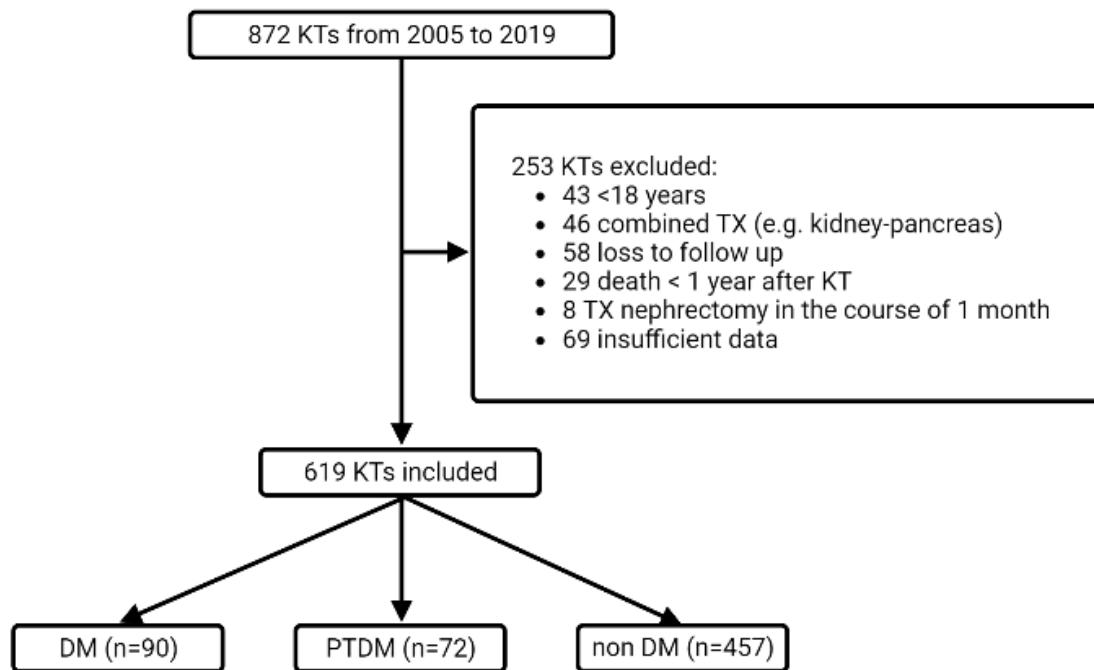 872 KTs from 2005 to 2019
253 KTs excluded:
• 43 <18 years
• 46 combined TX (e.g. kidney-pancreas)
• 58 loss to follow up
• 29 death < 1 year after KT
• 8 TX nephrectomy in the course of 1 month
• 69 insufficient data
619 KTs included
DM (n=90)
PTDM (n=72)
non DM (n=457)